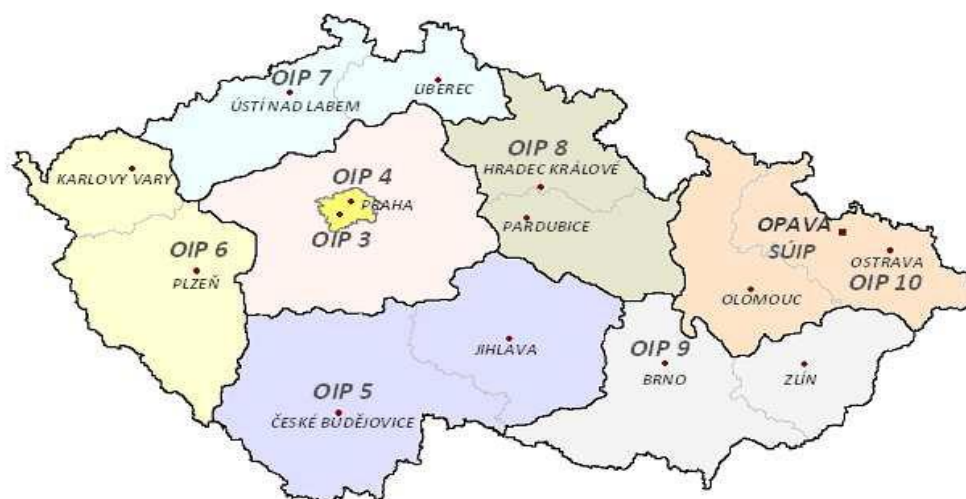 OIP 7
ÚSTÍ NAD LABEM
LIBEREC
KARLOVÝ VARY
OIP 4
PRAHA
OIP 3
OIP 8
HRADEC KRÁLOVÉ
PARDUBICE
OIP 6
PLZEŇ
OPAVA
SÚIP
OSTRAVA
OIP 10
OLOMOUC
JIHLAVA
OIP 9
BRNO
ZLÍN
OIP 5
ČESKÉ BUDĚJOVICE